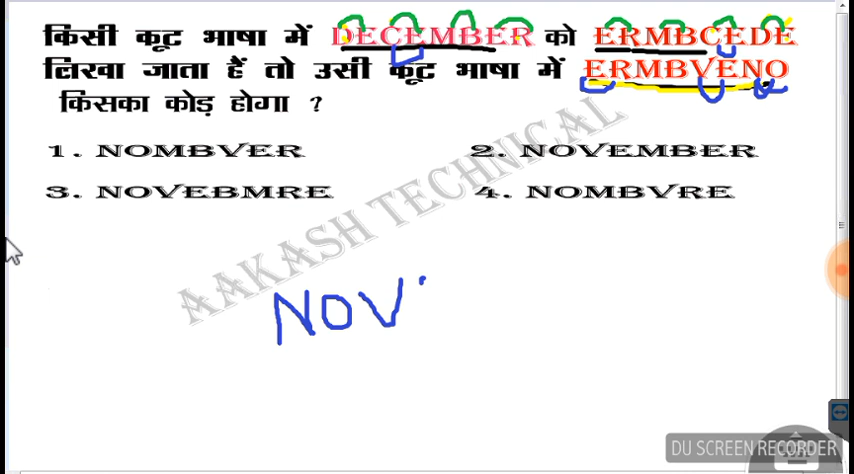 किसी कूट भाषा में DECEMBER को ERMBCEDE
लिखा जाता हैं तो उसी कूट भाषा में ERMBVENO
किसका कोड़ होगा ?
1. NOMBVER 2. NOVEMBER
3. NOVEBMRE 4. NOMBVRE
AAKASH TECHNICAL
NOV
DU SCREEN RECORDER